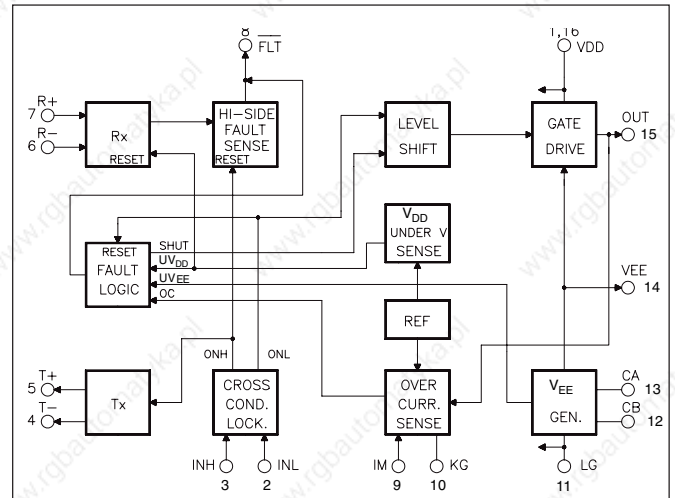 8 FLT
1,16
VDD
R+
7
R-
6
Rx
RESET
HI-SIDE
FAULT
SENSE
RESET
LEVEL
SHIFT
GATE
DRIVE
OUT
15
RESET
FAULT
LOGIC
SHUT
UVDD
UVEE
OC
VDD
UNDER V
SENSE
VEE
14
REF
ONH
ONL
T+
5
T-
4
Tx
CROSS
COND.
LOCK.
OVER
CURR.
SENSE
VEE
GEN.
CA
13
CB
12
INH
3
INL
2
IM
9
KG
10
LG
11
www.rgbautomatyka.pl